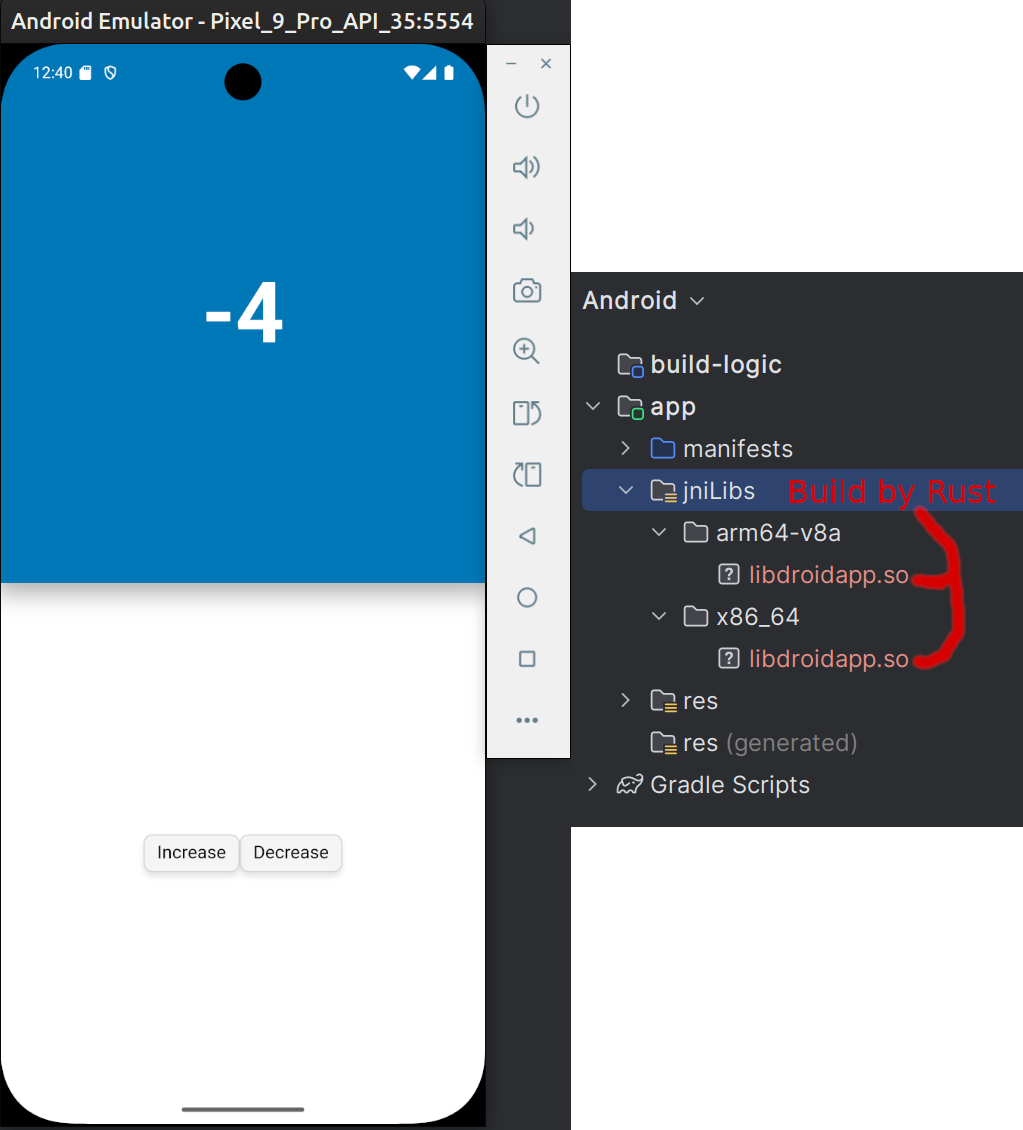 Android Emulator - Pixel_9_Pro_API_35:5554
12:40
-4
Increase
Decrease
Android
build-logic
app
manifests
jniLibs Build by Rust
arm64-v8a
libdroidapp.so
x86_64
libdroidapp.so
res
res (generated)
Gradle Scripts